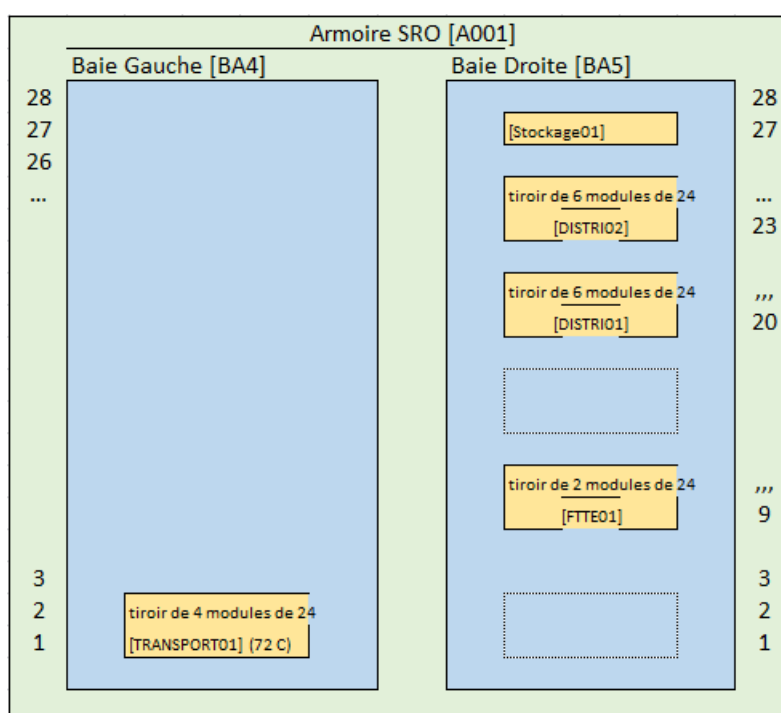 Armoire SRO [A001]
Baie Gauche [BA4]
Baie Droite [BA5]
28
28
27
[Stockage01]
27
26
...
tiroir de 6 modules de 24
...
[DISTRI02]
23
tiroir de 6 modules de 24
,,,
[DISTRI01]
20
tiroir de 2 modules de 24
,,,
[FTTE01]
9
3
3
2
tiroir de 4 modules de 24
2
1
[TRANSPORT01] (72 C)
1